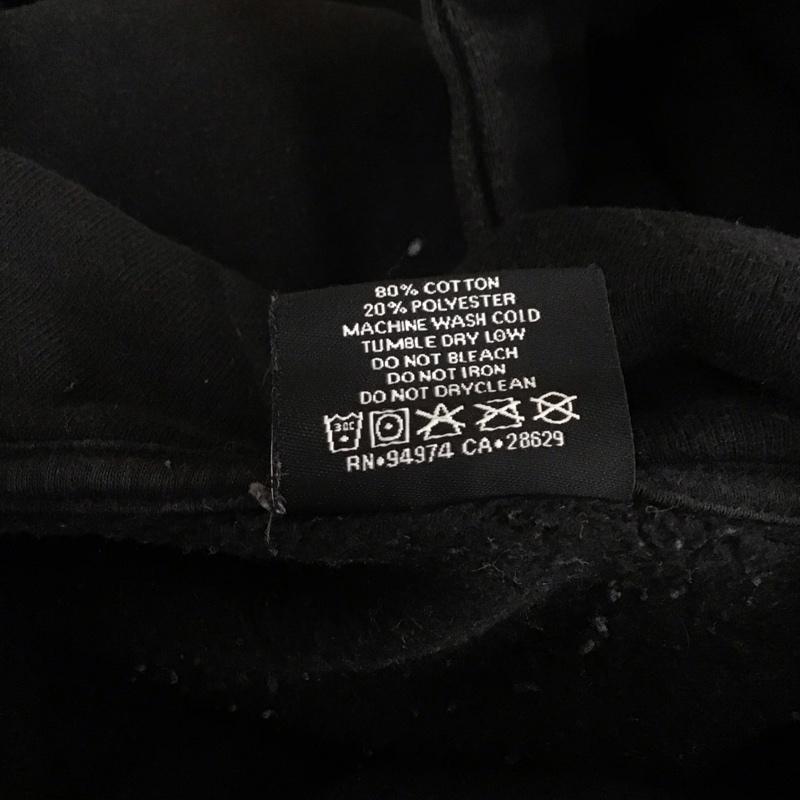 80% COTTON
20% POLYESTER
MACHINE WASH COLD
TUMBLE DRY LOW
DO NOT BLEACH
DO NOT IRON
DO NOT DRYCLEAN
30C
RN•94974 CA•28629